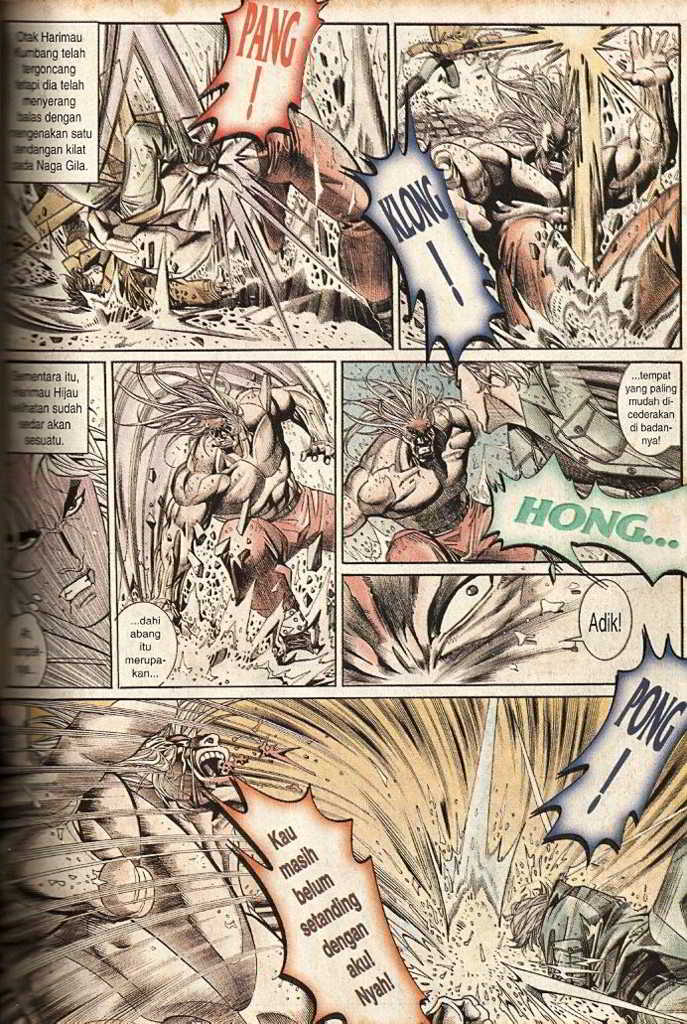 Otak Harimau
Kumbang telah
tergoncang
tetapi dia telah
menyerang
balas dengan
mengenakan satu
tendangan kilat
pada Naga Gila.
PANG
!
KLONG
!
Sementara itu,
Harimau Hijau
sudah
sedar akan
sesuatu.
...dahi
abang
itu
merupa-
kan...
...tempat
yang paling
mudah di-
cederakan
di badan-
nya!
HONG...
Adik!
PONG
!
Kau
masih
belum
setanding
dengan
aku!
Nyah!